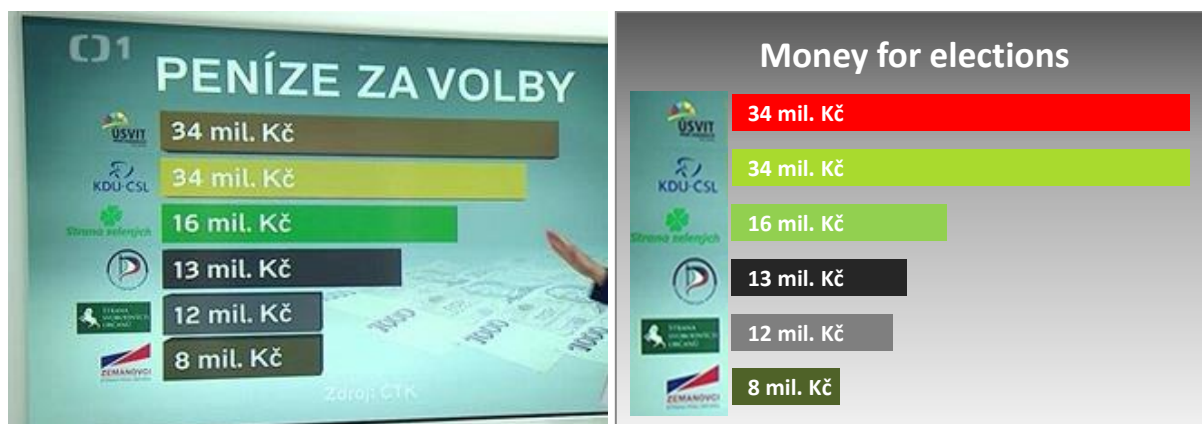 1
PENÍZE ZA VOLBY
ÚSVIT
34 mil. Kč
KDU-ČSL
34 mil. Kč
Strana zelených
16 mil. Kč
13 mil. Kč
STRANA
SVOBODNÝCH
OBČANŮ
12 mil. Kč
ZEMANOVCI
8 mil. Kč
Zdroj: ČTK
Money for elections
ÚSVIT
34 mil. Kč
KDU-ČSL
34 mil. Kč
Strana zelených
16 mil. Kč
13 mil. Kč
STRANA
SVOBODNÝCH
OBČANŮ
12 mil. Kč
ZEMANOVCI
8 mil. Kč